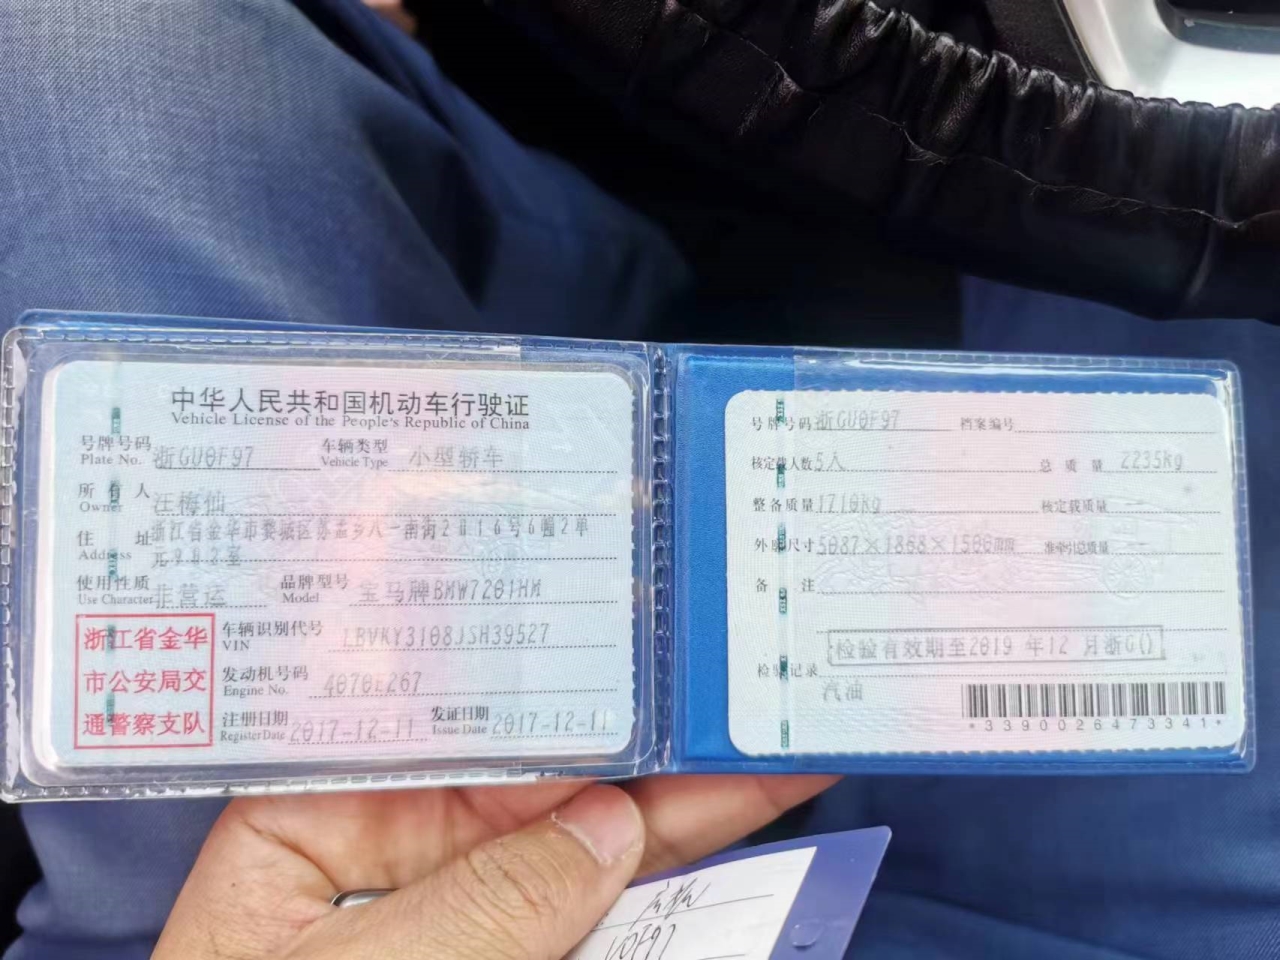 中华人民共和国机动车行驶证
Vehicle License of the People's Republic of China
号牌号码 Plate No. 浙GU0F97 车辆类型 Vehicle Type 小型轿车
所有人 Owner 汪梅仙
住址 Address 浙江省金华市婺城区苏孟乡八一南街2016号6幢2单
元902室
使用性质 Use Character 非营运 品牌型号 Model 宝马牌BMW7201HM
浙江省金华
市公安局交
通警察支队
车辆识别代号 VIN LBVKY3108JSH39527
发动机号码 Engine No. 4070E267
注册日期 Register Date 2017-12-11 发证日期 Issue Date 2017-12-11
号牌号码 浙GU0F97 档案编号
核定载人数 5人 总质量 2235kg
整备质量 1710kg 核定载质量
外廓尺寸 5087×1868×1500mm 准牵引总质量
备注
检验有效期至2019 年12 月浙G()
检验记录
汽油
*3390026473341*
0F97